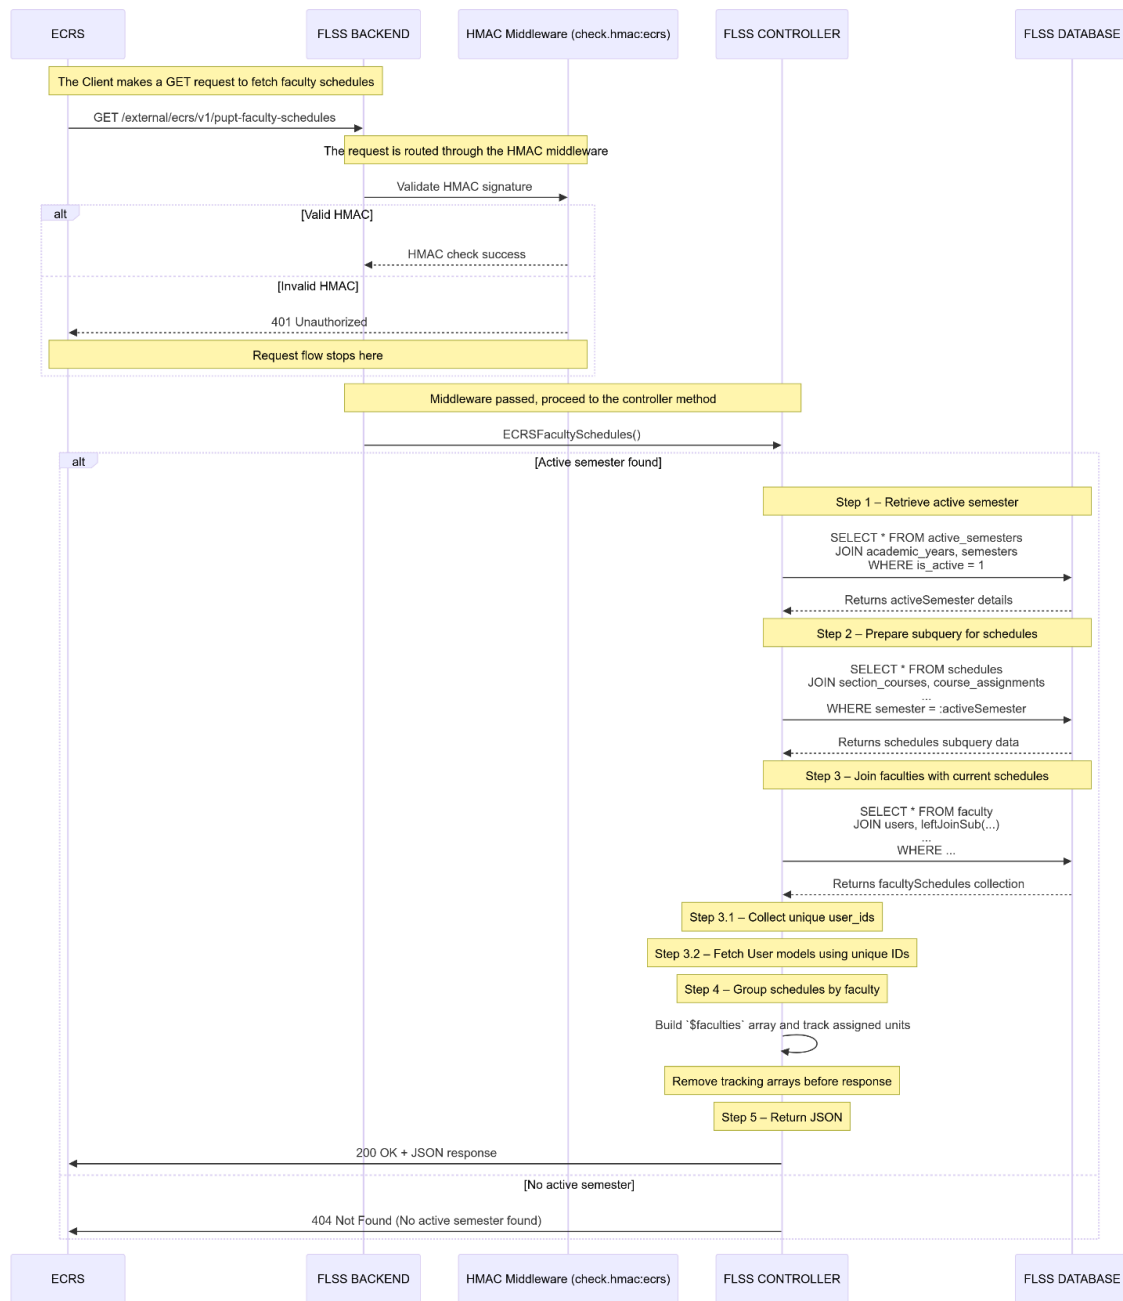 ECRS
FLSS BACKEND
HMAC Middleware (check.hmac:ecrs)
FLSS CONTROLLER
FLSS DATABASE
The Client makes a GET request to fetch faculty schedules
GET /external/ecrs/v1/pupt-faculty-schedules
The request is routed through the HMAC middleware
Validate HMAC signature
alt
[Valid HMAC]
HMAC check success
[Invalid HMAC]
401 Unauthorized
Request flow stops here
Middleware passed, proceed to the controller method
ECRSFacultySchedules()
alt
[Active semester found]
Step 1 – Retrieve active semester
SELECT * FROM active_semesters
JOIN academic_years, semesters
WHERE is_active = 1
Returns activeSemester details
Step 2 – Prepare subquery for schedules
SELECT * FROM schedules
JOIN section_courses, course_assignments
...
WHERE semester = :activeSemester
Returns schedules subquery data
Step 3 – Join faculties with current schedules
SELECT * FROM faculty
JOIN users, leftJoinSub(...)
...
WHERE ...
Returns facultySchedules collection
Step 3.1 – Collect unique user_ids
Step 3.2 – Fetch User models using unique IDs
Step 4 – Group schedules by faculty
Build `$faculties` array and track assigned units
Remove tracking arrays before response
Step 5 – Return JSON
200 OK + JSON response
[No active semester]
404 Not Found (No active semester found)
ECRS
FLSS BACKEND
HMAC Middleware (check.hmac:ecrs)
FLSS CONTROLLER
FLSS DATABASE